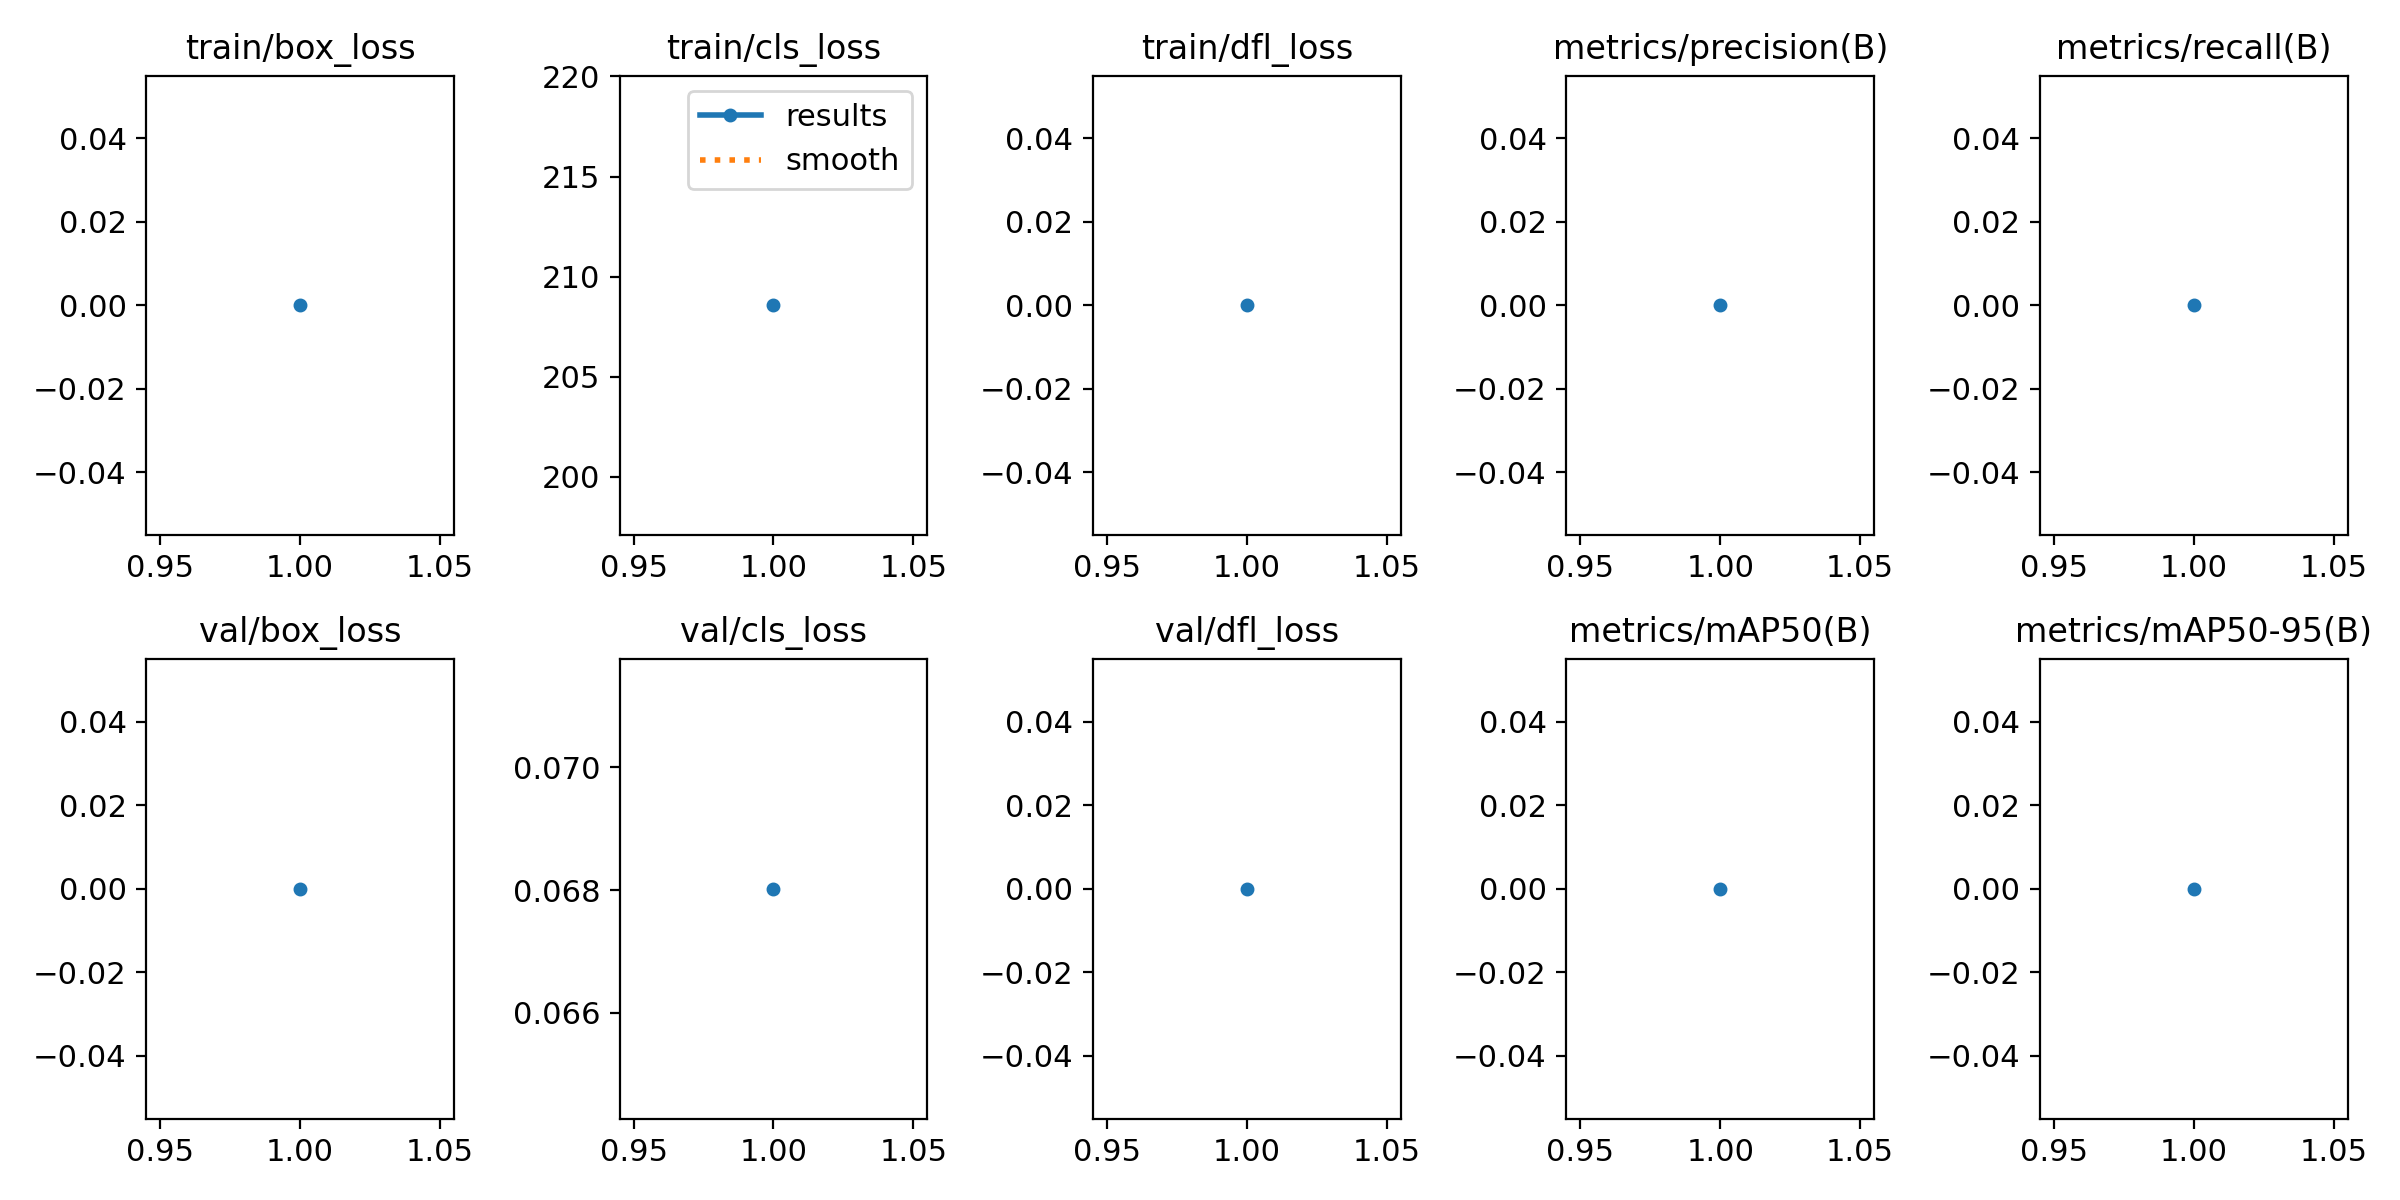 train/box_loss
train/cls_loss
train/dfl_loss
metrics/precision(B)
metrics/recall(B)
0.04
0.02
0.00
−0.02
−0.04
0.95 1.00 1.05
220
215
210
205
200
results
smooth
0.95 1.00 1.05
0.04
0.02
0.00
−0.02
−0.04
0.95 1.00 1.05
0.04
0.02
0.00
−0.02
−0.04
0.95 1.00 1.05
0.04
0.02
0.00
−0.02
−0.04
0.95 1.00 1.05
val/box_loss
val/cls_loss
val/dfl_loss
metrics/mAP50(B)
metrics/mAP50-95(B)
0.04
0.02
0.00
−0.02
−0.04
0.95 1.00 1.05
0.070
0.068
0.066
0.95 1.00 1.05
0.04
0.02
0.00
−0.02
−0.04
0.95 1.00 1.05
0.04
0.02
0.00
−0.02
−0.04
0.95 1.00 1.05
0.04
0.02
0.00
−0.02
−0.04
0.95 1.00 1.05